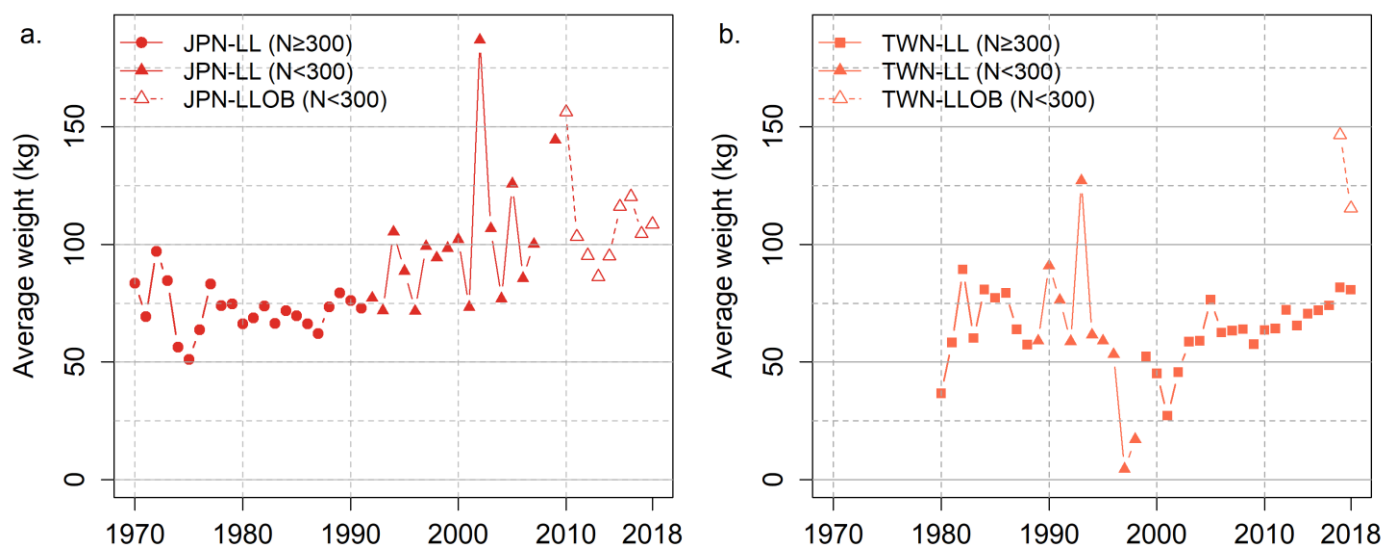 a.
JPN-LL (N≥300)
JPN-LL (N<300)
JPN-LLOB (N<300)
Average weight (kg)
150
100
50
0
1970 1980 1990 2000 2010 2018
b.
TWN-LL (N≥300)
TWN-LL (N<300)
TWN-LLOB (N<300)
Average weight (kg)
150
100
50
0
1970 1980 1990 2000 2010 2018